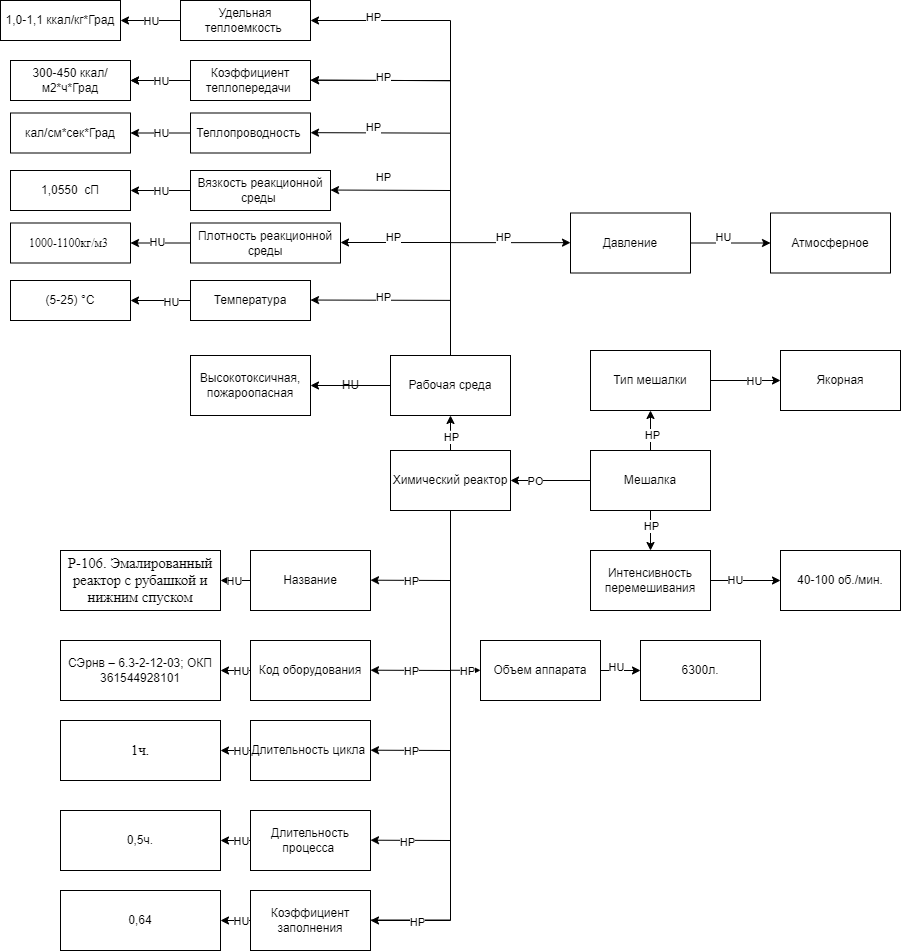 1,0-1,1 ккал/кг*Град
HU
Удельная
теплоемкость
HP
300-450 ккал/
м2*ч*Град
HU
Коэффициент
теплопередачи
HP
кал/см*сек*Град
HU
Теплопроводность
HP
1,0550 сП
HU
Вязкость реакционной
среды
HP
1000-1100кг/м3
HU
Плотность реакционной
среды
HP
HP
Давление
HU
Атмосферное
(5-25) °С
HU
Температура
HP
Высокотоксичная,
пожароопасная
HU
Рабочая среда
Тип мешалки
HU
Якорная
HP
HP
Химический реактор
PO
Мешалка
HP
Р-106. Эмалированный
реактор с рубашкой и
нижним спуском
HU
Название
HP
Интенсивность
перемешивания
HU
40-100 об./мин.
СЭрнв – 6.3-2-12-03; ОКП
361544928101
HU
Код оборудования
HP
HP
Объем аппарата
HU
6300л.
1ч.
HU
Длительность цикла
HP
0,5ч.
HU
Длительность
процесса
HP
0,64
HU
Коэффициент
заполнения
HP